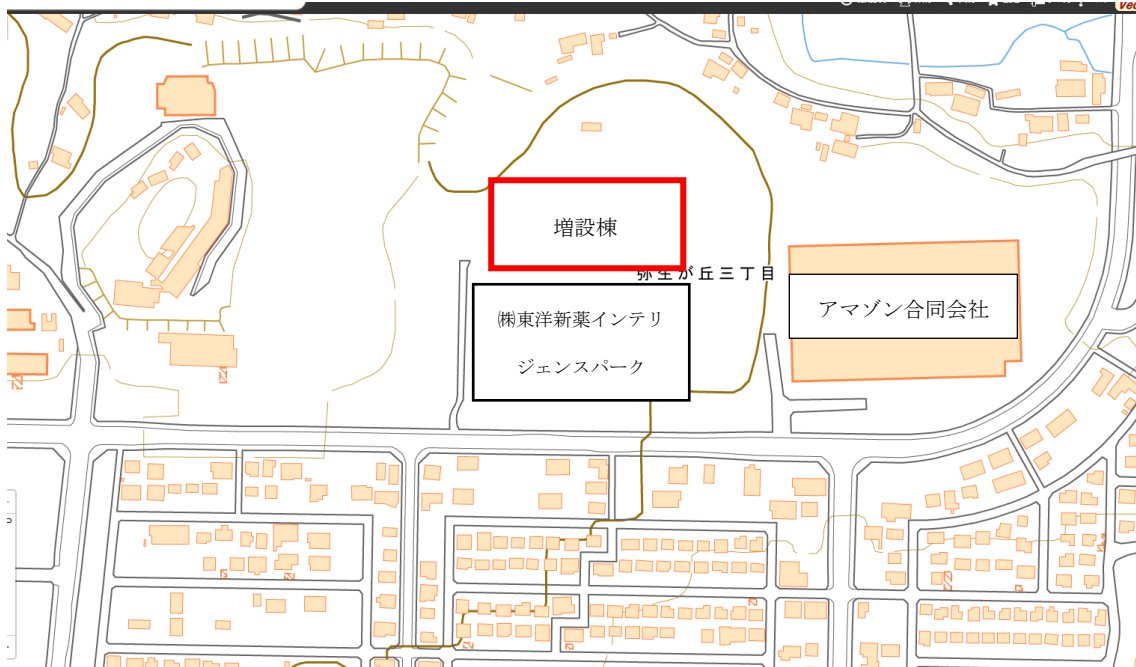 増設棟
弥生が丘三丁目
㈱東洋新薬インテリ
ジェンスパーク
アマゾン合同会社